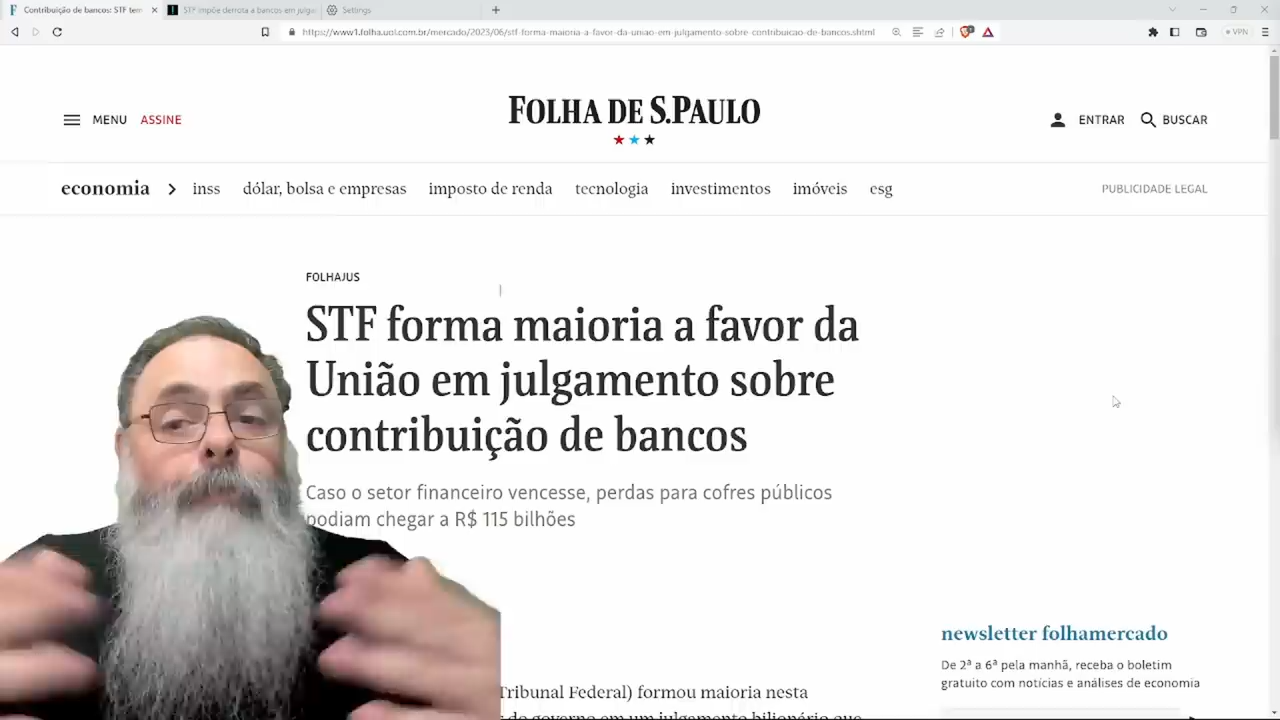 Contribuição de bancos: STF tem
STF impõe derrota a bancos em julga
Settings
https://www1.folha.uol.com.br/mercado/2023/06/stf-forma-maioria-a-favor-da-uniao-em-julgamento-sobre-contribuicao-de-bancos.shtml
VPN
MENU ASSINE
FOLHA DE S.PAULO
ENTRAR BUSCAR
economia inss dólar, bolsa e empresas imposto de renda tecnologia investimentos imóveis esg
PUBLICIDADE LEGAL
FOLHAJUS
STF forma maioria a favor da
União em julgamento sobre
contribuição de bancos
Caso o setor financeiro vencesse, perdas para cofres públicos
podiam chegar a R$ 115 bilhões
newsletter folhamercado
De 2ª a 6ª pela manhã, receba o boletim
gratuito com notícias e análises de economia
Tribunal Federal) formou maioria nesta
do governo em um julgamento bilionário que